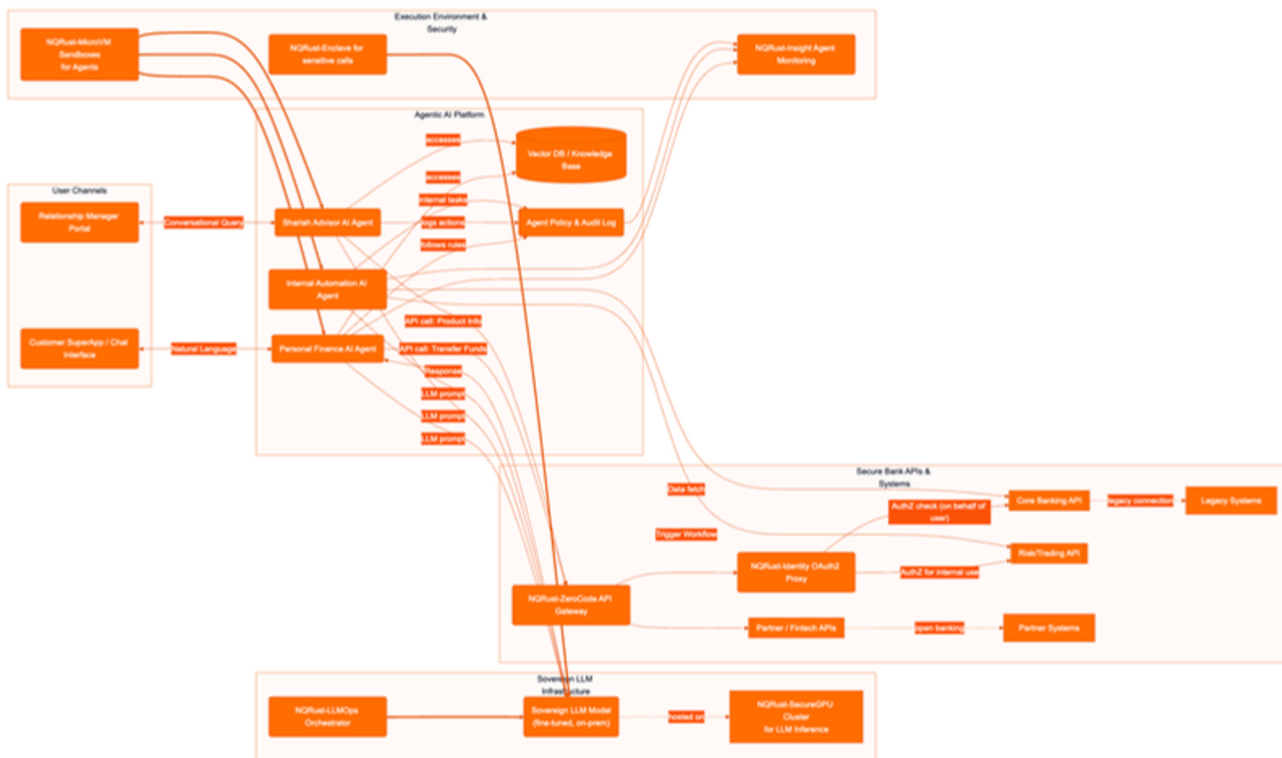 Execution Environment &
Security
NQRust-MicroVM
Sandboxes
for Agents
NQRust-Enclave for
sensitive calls
NQRust-Insight Agent
Monitoring
Agentic AI Platform
accesses
Vector DB / Knowledge
Base
accesses
User Channels
internal tasks
Relationship Manager
Portal
Conversational Query
Shariah Advisor AI Agent
logs actions
Agent Policy & Audit Log
follows rules
Internal Automation AI
Agent
API call: Product Info
Customer SuperApp / Chat
Interface
Natural Language
Personal Finance AI Agent
API call: Transfer Funds
Response
LLM prompt
LLM prompt
LLM prompt
Secure Bank APIs &
Systems
Data fetch
AuthZ check (on behalf of
user)
Core Banking API
legacy connection
Legacy Systems
Trigger Workflow
Risk/Trading API
NQRust-Identity OAuth2
Proxy
AuthZ for internal use
NQRust-ZeroCode API
Gateway
Partner / Fintech APIs
open banking
Partner Systems
Sovereign LLM
Infrastructure
NQRust-LLMOps
Orchestrator
Sovereign LLM Model
(fine-tuned, on-prem)
hosted on
NQRust-SecureGPU
Cluster
for LLM Inference